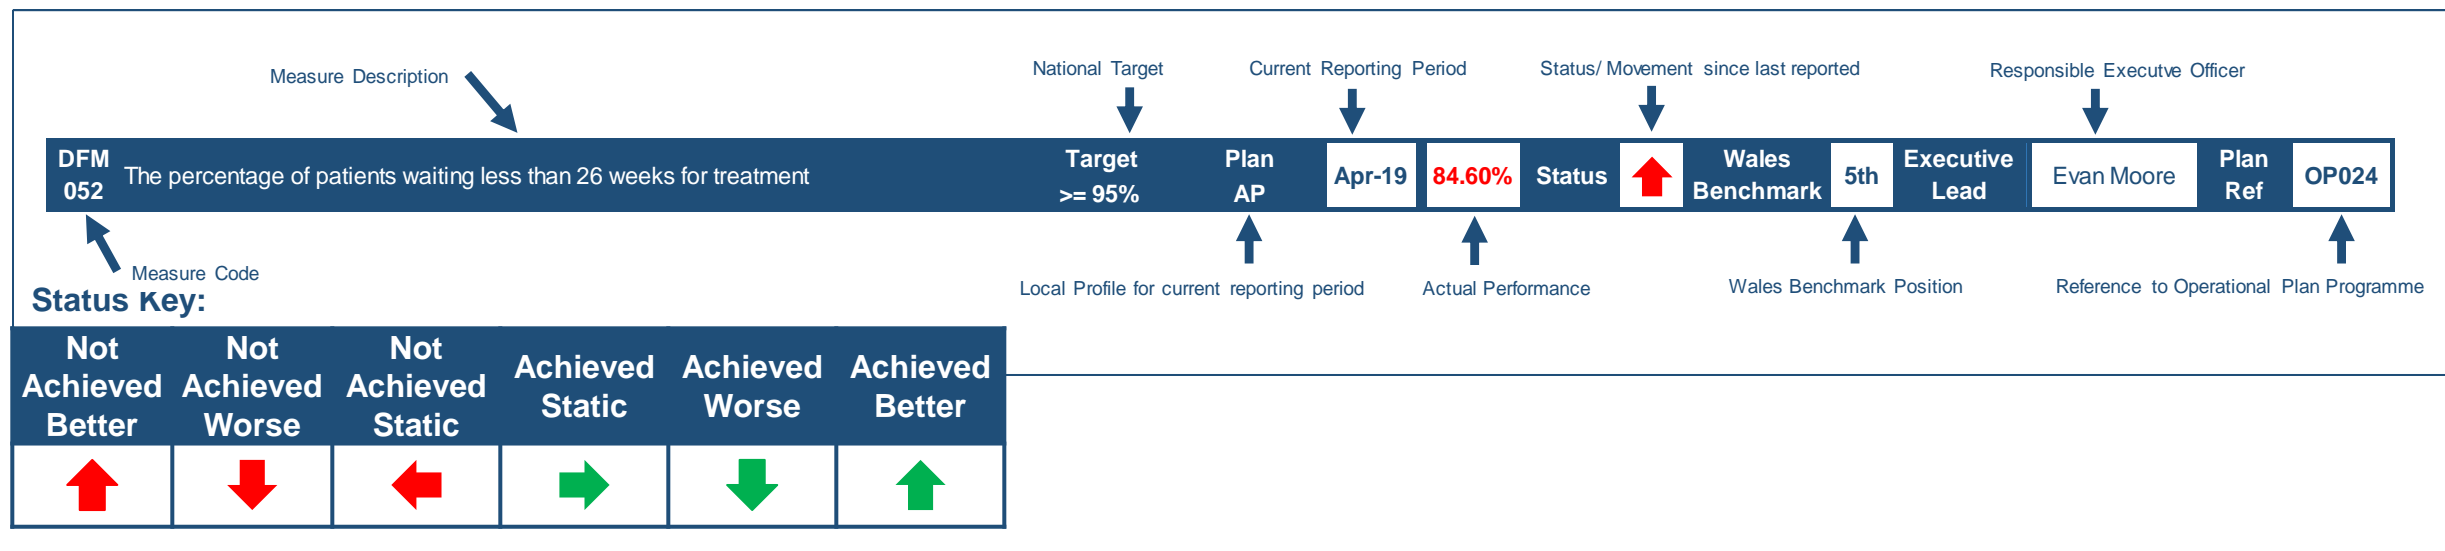 Measure Description
National Target
Current Reporting Period
Status/ Movement since last reported
Responsible Executve Officer
DFM
052
The percentage of patients waiting less than 26 weeks for treatment
Target
>= 95%
Plan
AP
Apr-19
84.60%
Status
Wales
Benchmark
5th
Executive
Lead
Evan Moore
Plan
Ref
OP024
Measure Code
Local Profile for current reporting period
Actual Performance
Wales Benchmark Position
Reference to Operational Plan Programme
Status Key:
Not
Achieved
Better
Not
Achieved
Worse
Not
Achieved
Static
Achieved
Static
Achieved
Worse
Achieved
Better